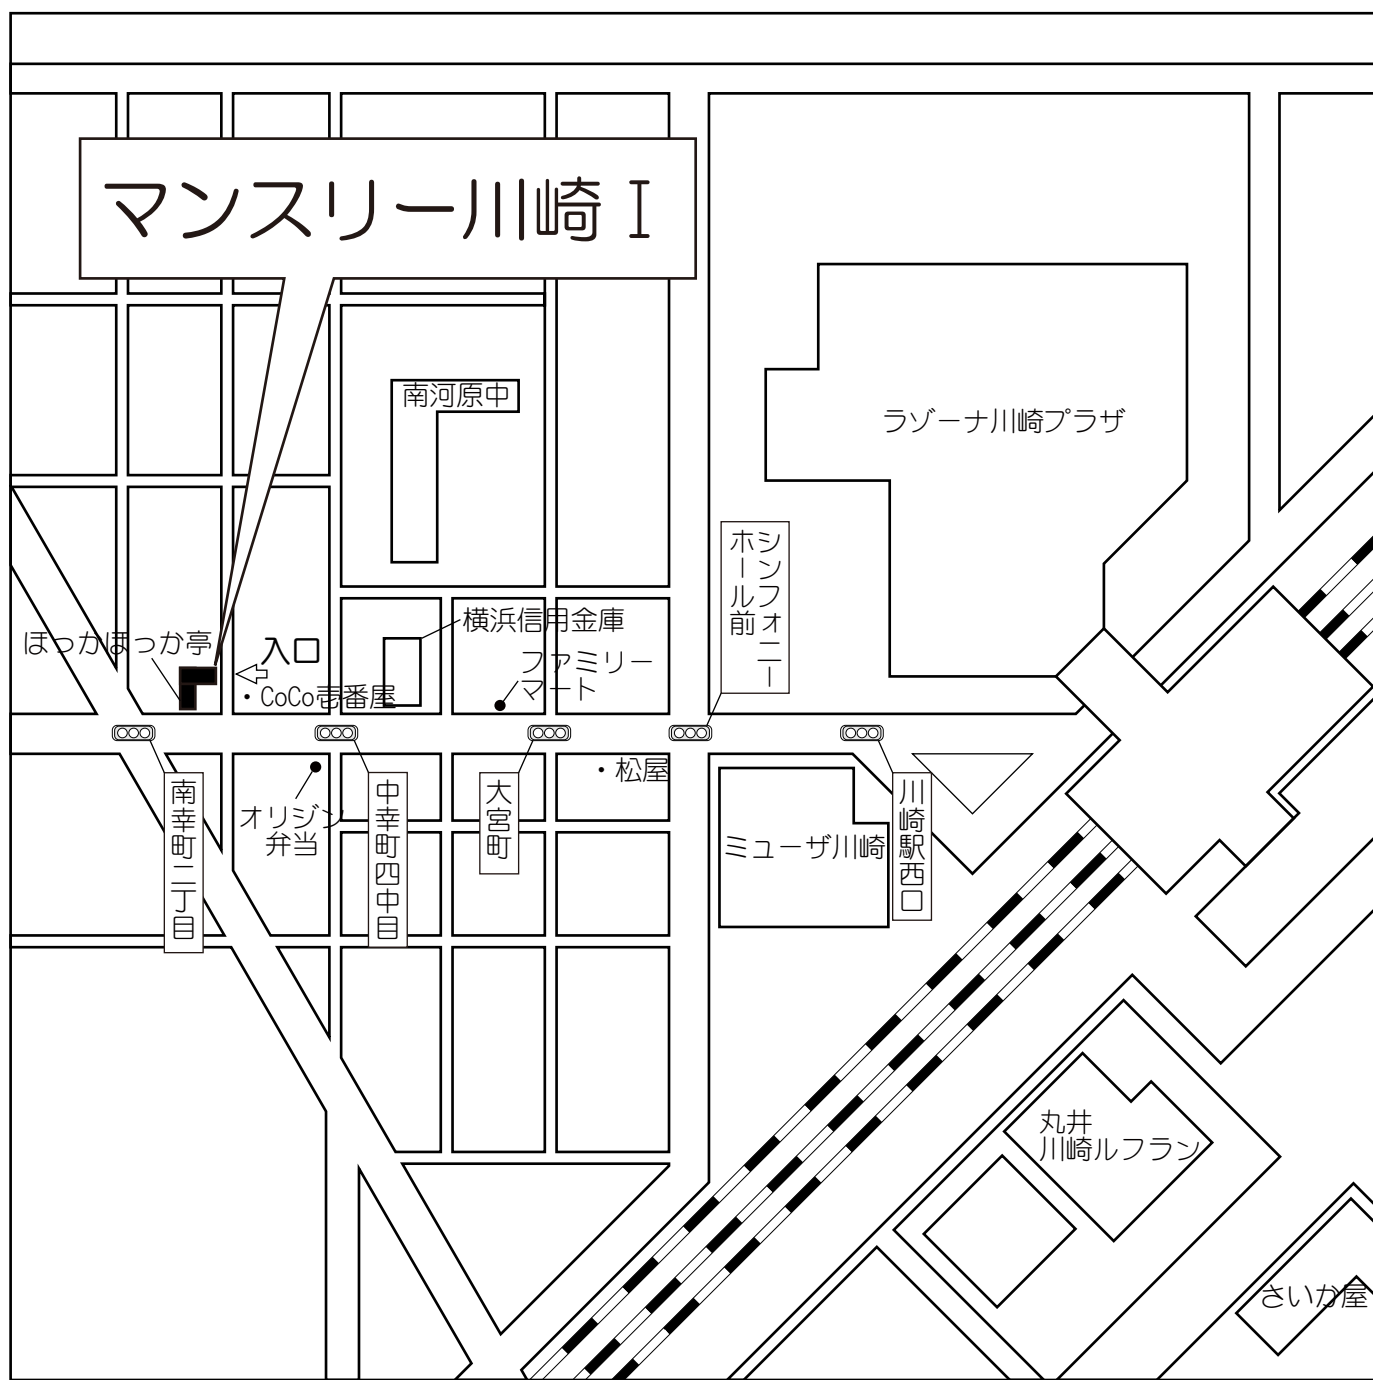 マンスリー川崎Ⅰ
南河原中
ラゾーナ川崎プラザ
シンフォニー
ホール前
横浜信用金庫
ほっかほっか亭
入口
ファミリー
マート
・CoCo壱番屋
・松屋
南幸町二丁目
オリジン
弁当
中幸町四中目
大宮町
ミューザ川崎
川崎駅西口
丸井
川崎ルフラン
さいか屋